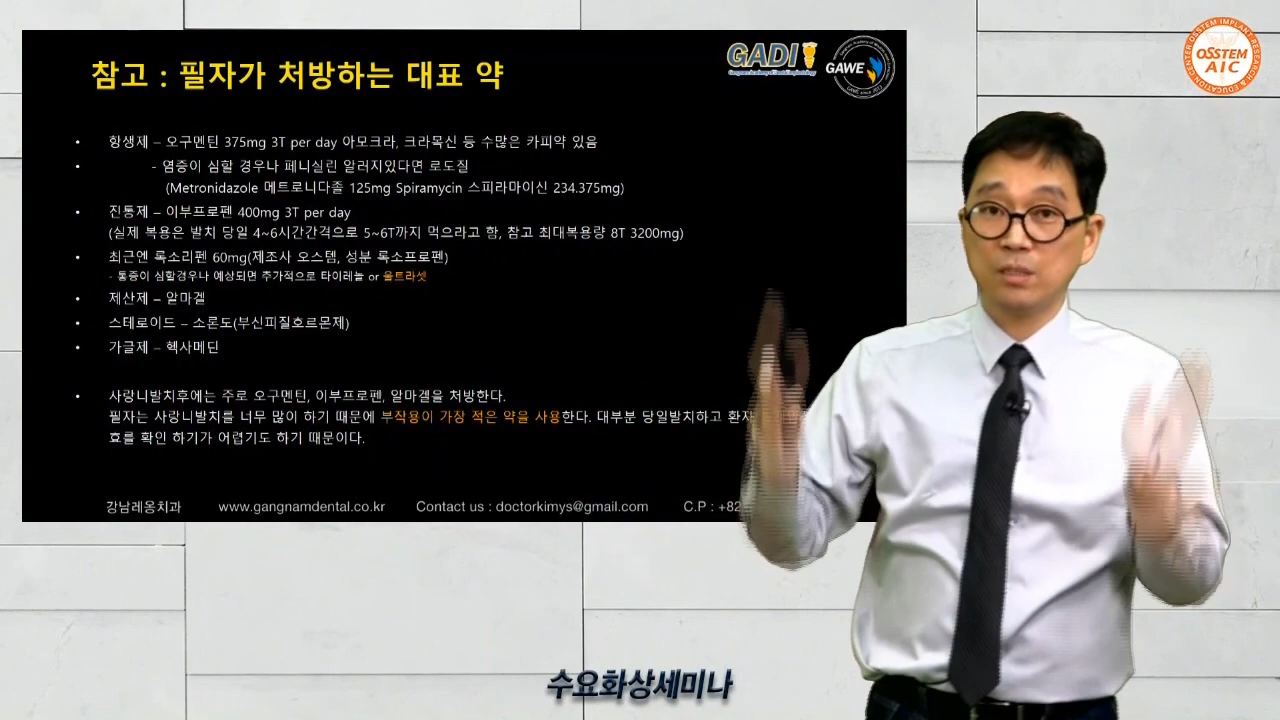 참고 : 필자가 처방하는 대표 약
GADI
GAWE
OSSTEM IMPLANT RESEARCH & EDUCATION CENTER
OSSTEM
AIC
• 항생제 – 오구멘틴 375mg 3T per day 아모크라, 크라목신 등 수많은 카피약 있음
• - 염증이 심할 경우나 페니실린 알러지있다면 로도질
(Metronidazole 메트로니다졸 125mg Spiramycin 스피라마이신 234.375mg)
• 진통제 – 이부프로펜 400mg 3T per day
(실제 복용은 발치 당일 4~6시간간격으로 5~6T까지 먹으라고 함, 참고 최대복용량 8T 3200mg)
• 최근엔 록소리펜 60mg(제조사 오스템, 성분 록소프로펜)
- 통증이 심할경우나 예상되면 추가적으로 타이레놀 or 울트라셋
• 제산제 – 알마겔
• 스테로이드 – 소론도(부신피질호르몬제)
• 가글제 – 헥사메딘
• 사랑니발치후에는 주로 오구멘틴, 이부프로펜, 알마겔을 처방한다.
필자는 사랑니발치를 너무 많이 하기 때문에 부작용이 가장 적은 약을 사용한다. 대부분 당일발치하고 환자
효를 확인 하기가 어렵기도 하기 때문이다.
강남레옹치과 www.gangnamdental.co.kr Contact us : doctorkimys@gmail.com C.P : +82
수요화상세미나